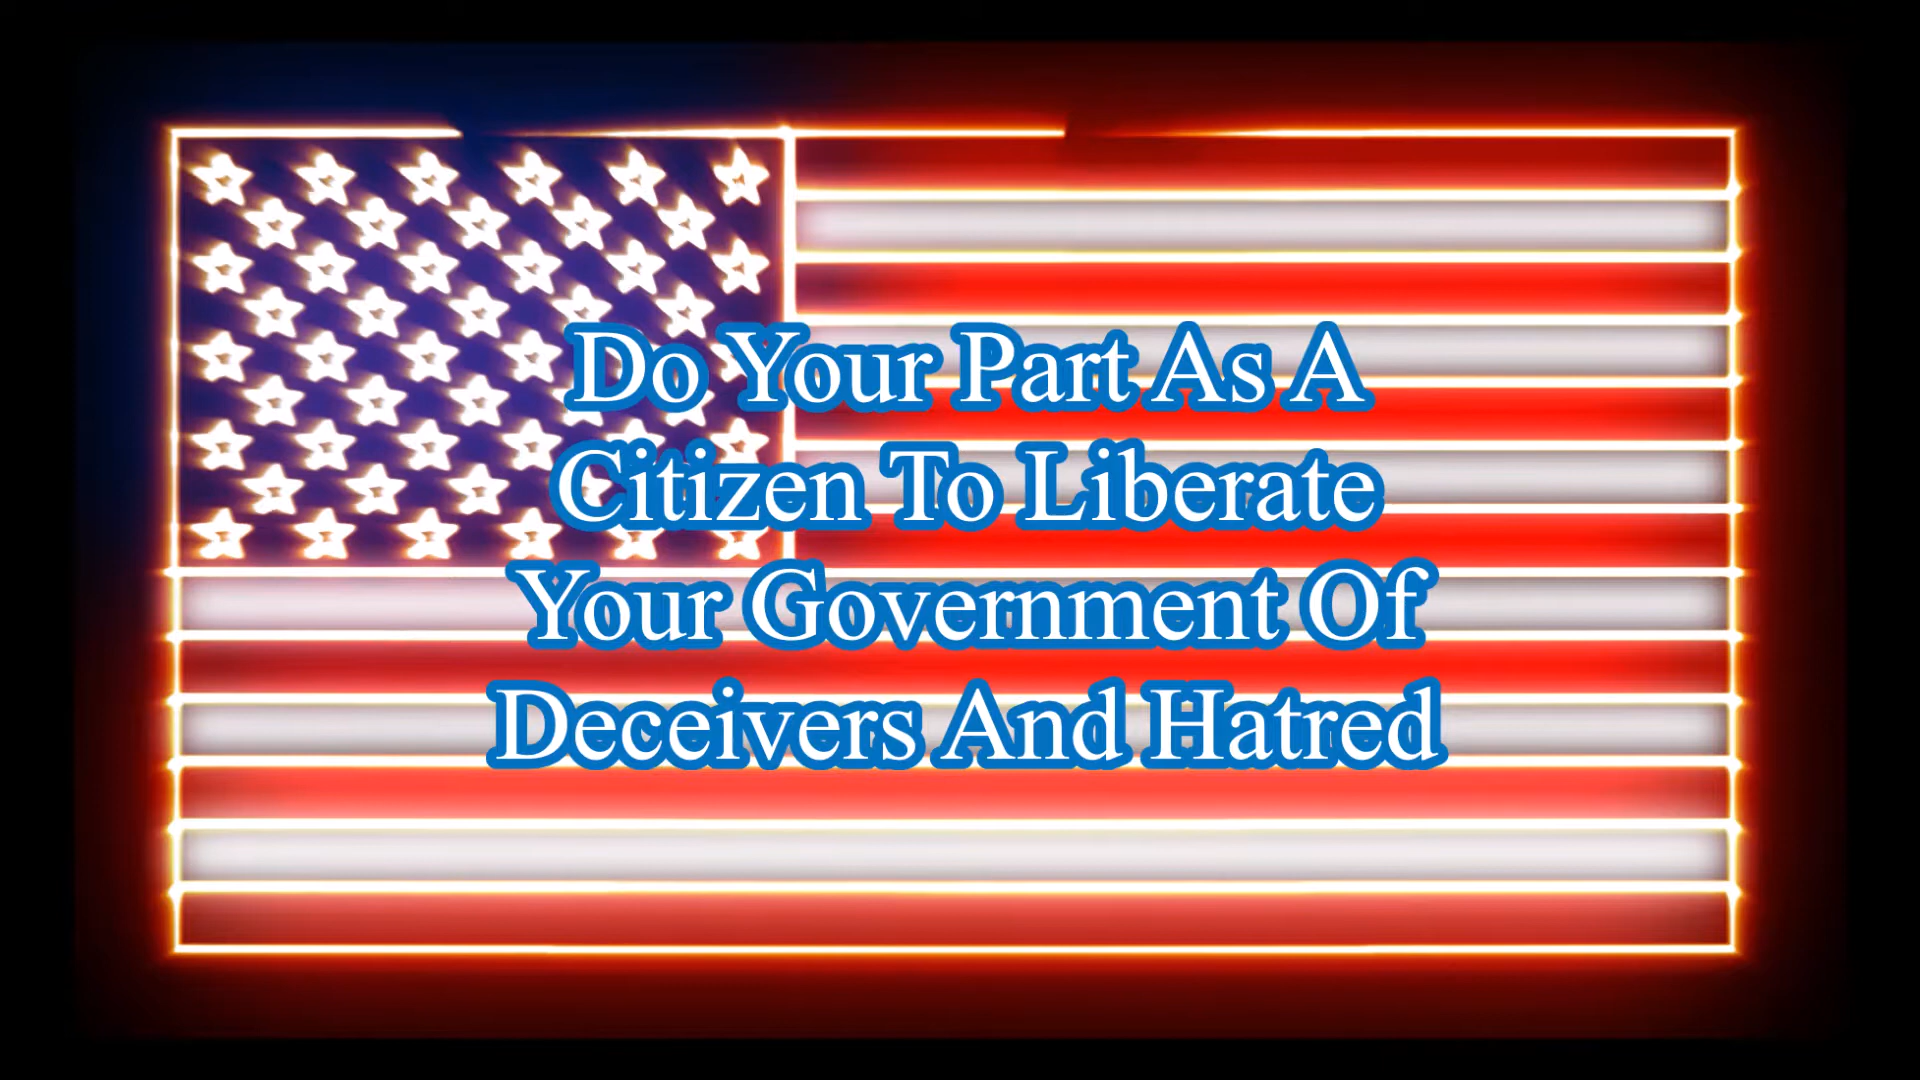 Do Your Part As A
Citizen To Liberate
Your Government Of
Deceivers And Hatred